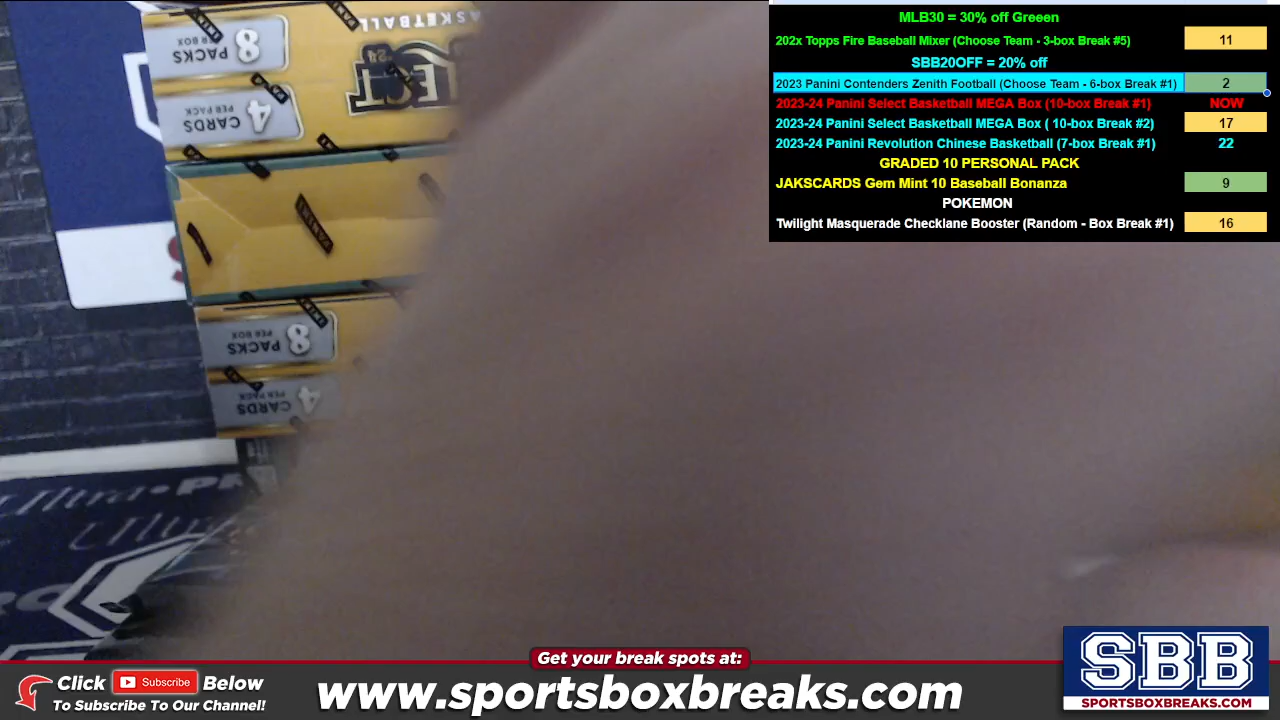 MLB30 = 30% off Greeen
202x Topps Fire Baseball Mixer (Choose Team - 3-box Break #5) 11
SBB20OFF = 20% off
2023 Panini Contenders Zenith Football (Choose Team - 6-box Break #1) 2
2023-24 Panini Select Basketball MEGA Box (10-box Break #1) NOW
2023-24 Panini Select Basketball MEGA Box ( 10-box Break #2) 17
2023-24 Panini Revolution Chinese Basketball (7-box Break #1) 22
GRADED 10 PERSONAL PACK
JAKSCARDS Gem Mint 10 Baseball Bonanza 9
POKEMON
Twilight Masquerade Checklane Booster (Random - Box Break #1) 16
8 PACKS
PER BOX
4 CARDS
PER PACK
PANINI
8 PACKS
PER BOX
4 CARDS
PER PACK
Ultra•PR
Ultra
Get your break spots at:
Click Subscribe Below
To Subscribe To Our Channel!
www.sportsboxbreaks.com
SBB
SPORTSBOXBREAKS.COM